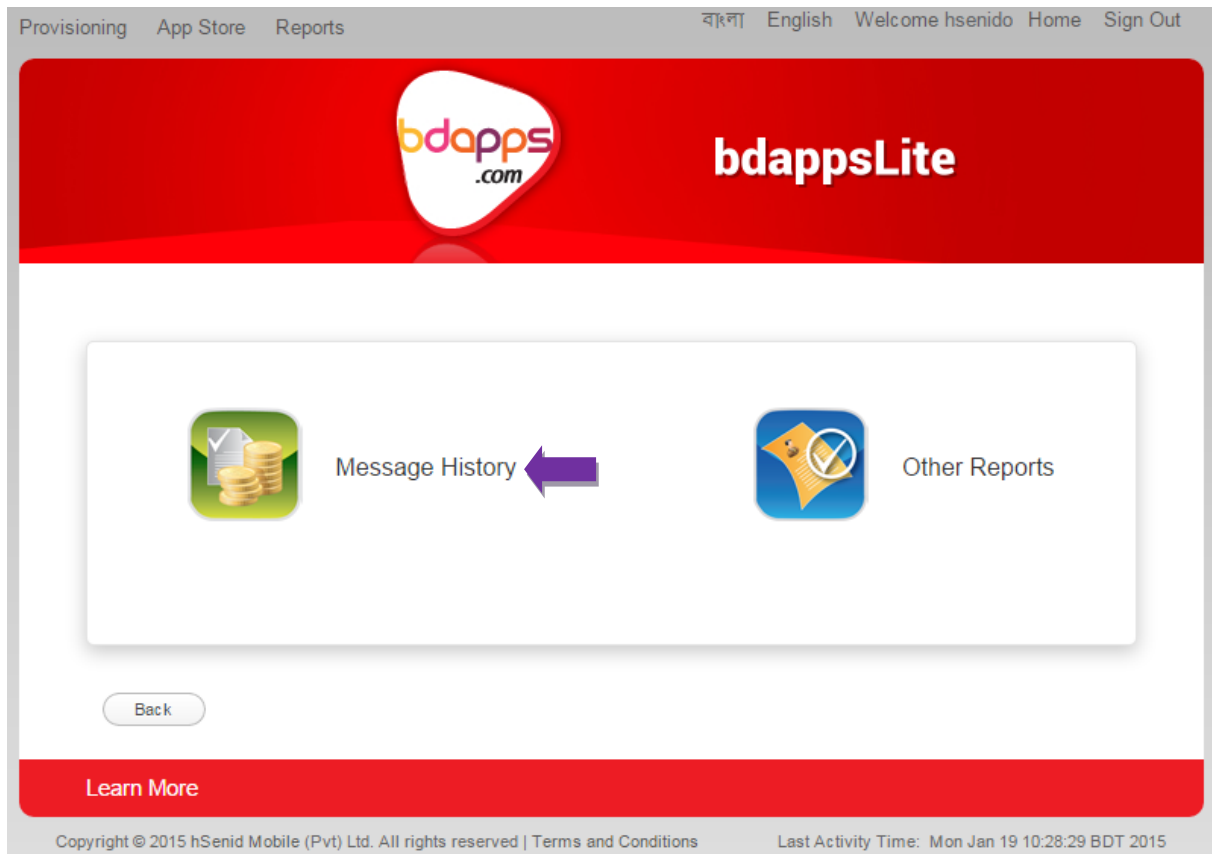 Provisioning App Store Reports বাংলা English Welcome hsenido Home Sign Out
bdapps
.com
bdappsLite
Message History
Other Reports
Back
Learn More
Copyright © 2015 hSenid Mobile (Pvt) Ltd. All rights reserved | Terms and Conditions Last Activity Time: Mon Jan 19 10:28:29 BDT 2015